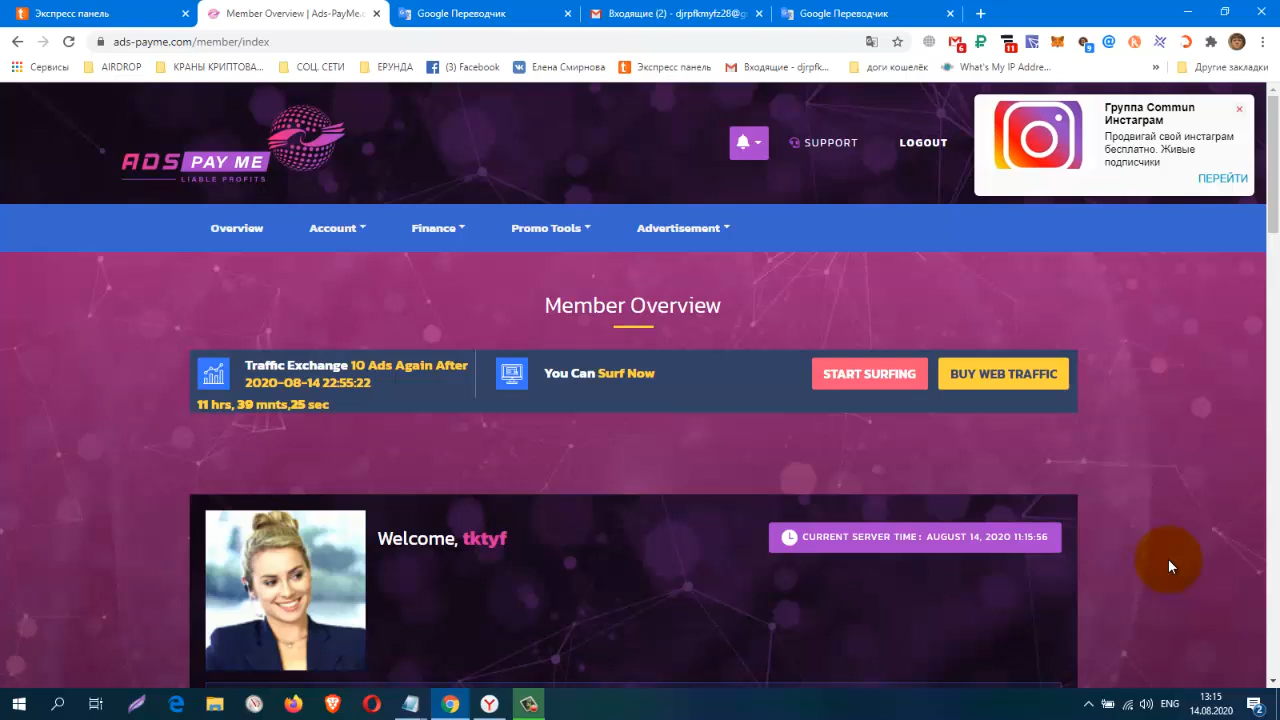 Экспресс панель
Member Overview | Ads-PayMe.c
Google Переводчик
Входящие (2) - djrpfkmyfz28@g
Google Переводчик
ads-payme.com/member/index
6
11
9
Сервисы
AIRDROP
КРАНЫ КРИПТОВА...
СОЦ. СЕТИ
ЕРУНДА
(3) Facebook
Елена Смирнова
Экспресс панель
Входящие - djrpfk...
доги кошелёк
What's My IP Addre...
»
Другие закладки
ADS PAY ME
LIABLE PROFITS
SUPPORT
LOGOUT
Группа Commun
Инстаграм
Продвигай свой инстаграм
бесплатно. Живые
подписчики
ПЕРЕЙТИ
Overview
Account
Finance
Promo Tools
Advertisement
Member Overview
Traffic Exchange 10 Ads Again After
2020-08-14 22:55:22
11 hrs, 39 mnts,25 sec
You Can Surf Now
START SURFING
BUY WEB TRAFFIC
Welcome, tktyf
CURRENT SERVER TIME : AUGUST 14, 2020 11:15:56
ENG
13:15
14.08.2020
2